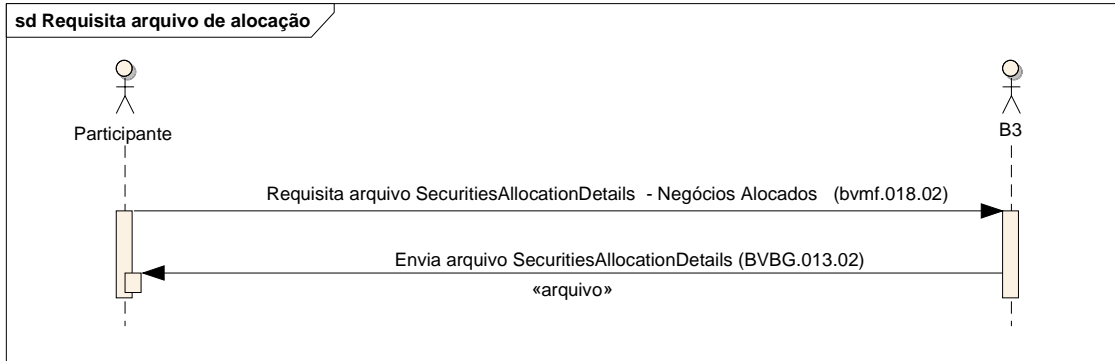 sd Requisita arquivo de alocação
Participante
B3
Requisita arquivo SecuritiesAllocationDetails - Negócios Alocados (bvmf.018.02)
Envia arquivo SecuritiesAllocationDetails (BVBG.013.02)
«arquivo»